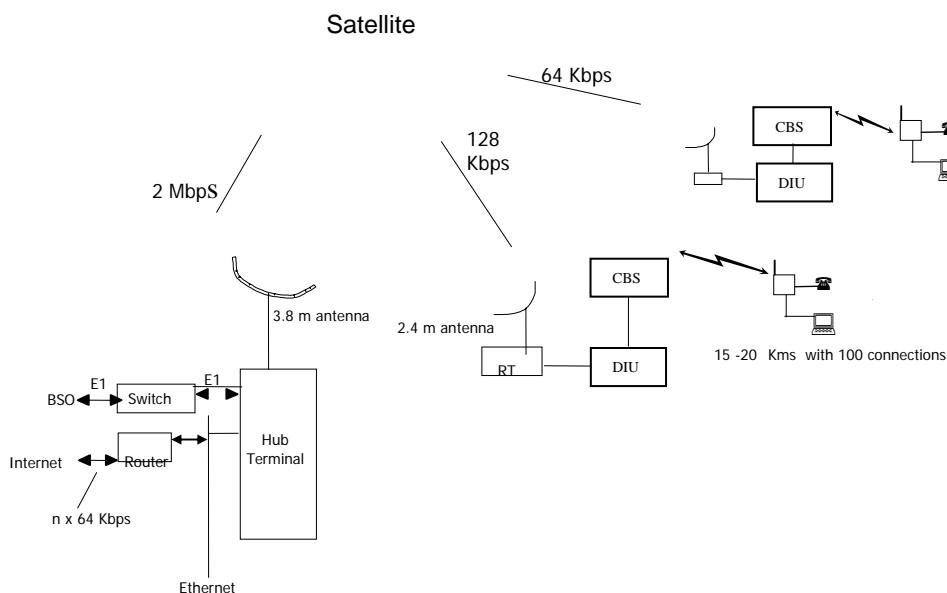 Satellite
64 Kbps
128
Kbps
2 MbpS
CBS
DIU
CBS
3.8 m antenna
2.4 m antenna
RT
DIU
15 -20 Kms with 100 connections
E1
E1
BSO
Switch
Hub
Terminal
Internet
Router
n x 64 Kbps
Ethernet